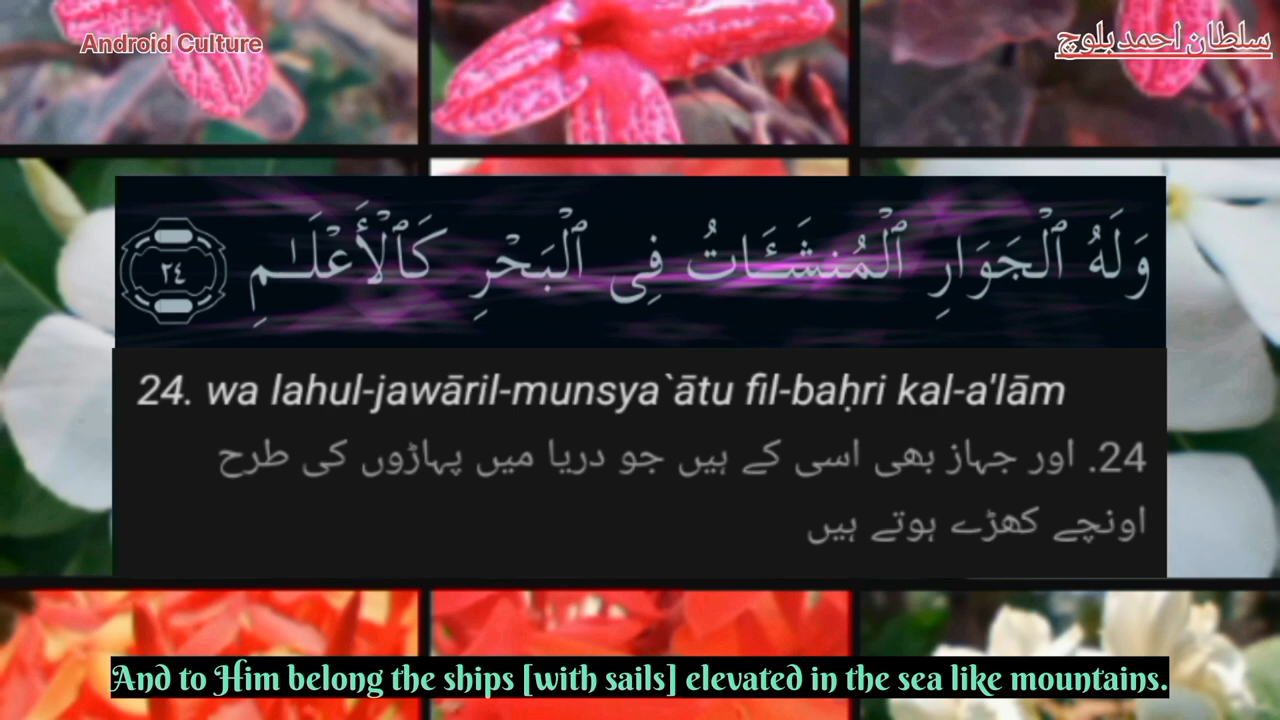 Android Culture
سلطان احمد بلوچ
وَلَهُ ٱلْجَوَارِ ٱلْمُنشَـَٔاتُ فِى ٱلْبَحْرِ كَٱلْأَعْلَـٰمِ ٢٤
24. wa lahul-jawāril-munsya`ātu fil-baḥri kal-a'lām
24. اور جہاز بھی اسی کے ہیں جو دریا میں پہاڑوں کی طرح
اونچے کھڑے ہوتے ہیں
And to Him belong the ships [with sails] elevated in the sea like mountains.